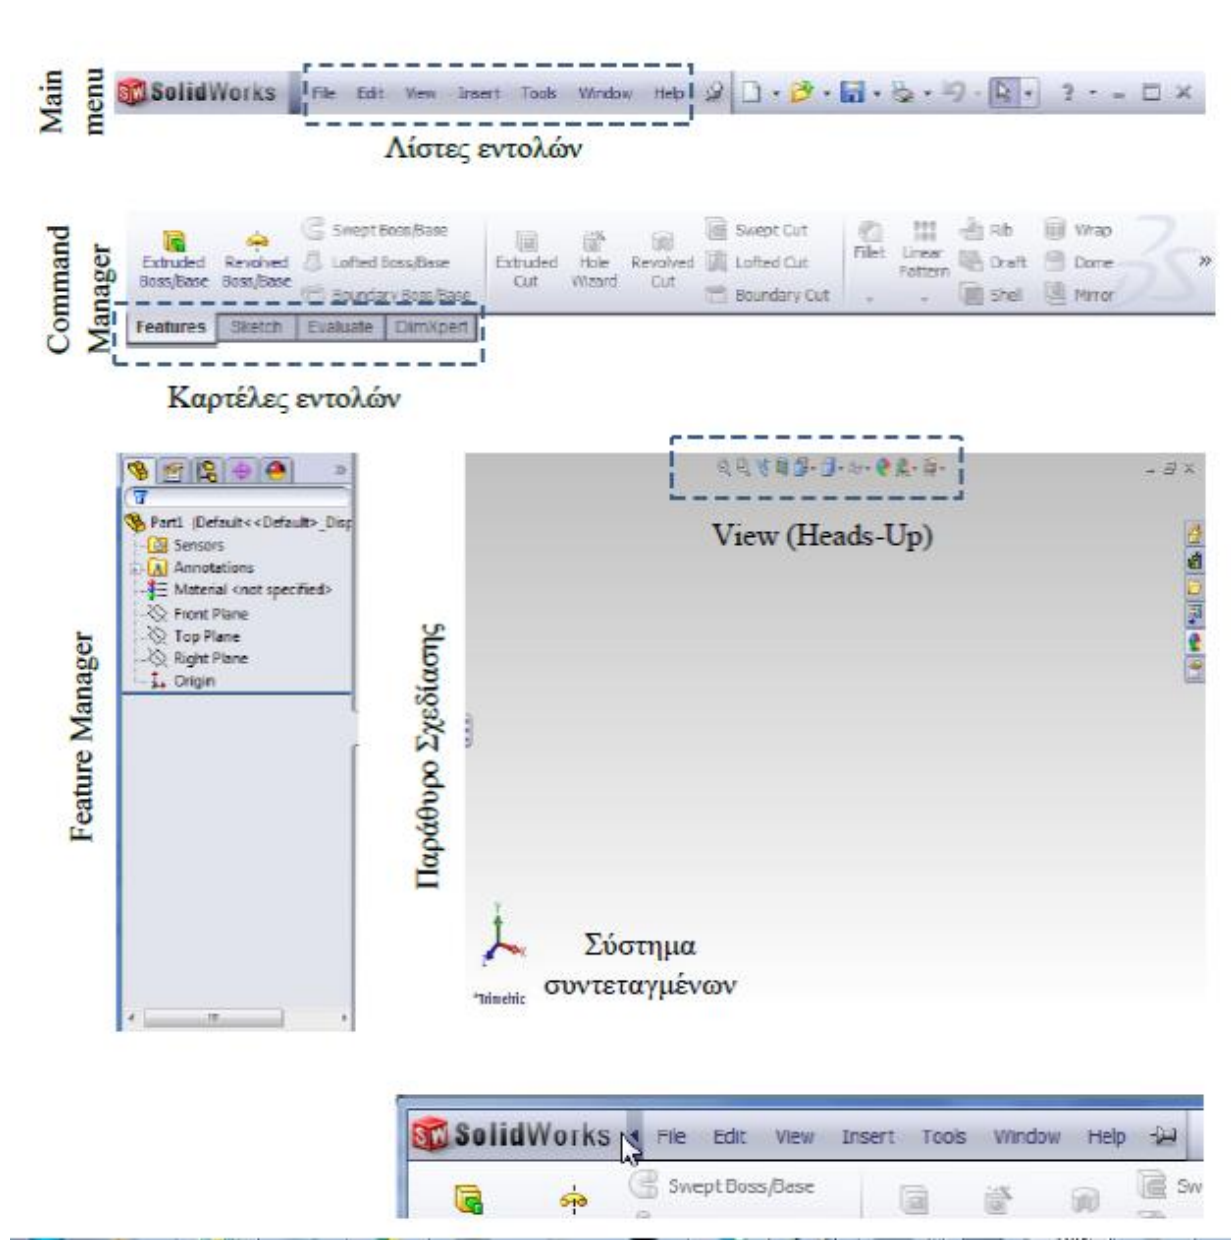 Main menu
SolidWorks File Edit View Insert Tools Window Help ?
Λίστες εντολών
Command Manager
Extruded Boss/Base
Revolved Boss/Base
Swept Boss/Base
Lofted Boss/Base
Boundary Boss/Base
Extruded Cut
Hole Wizard
Revolved Cut
Swept Cut
Lofted Cut
Boundary Cut
Fillet
Linear Pattern
Rib
Draft
Shell
Wrap
Dome
Mirror
»
Features Sketch Evaluate DimXpert
Καρτέλες εντολών
Feature Manager
»
Part1 (Default<<Default>_Disp
Sensors
Annotations
Material <not specified>
Front Plane
Top Plane
Right Plane
Origin
View (Heads-Up)
Παράθυρο Σχεδίασης
Y
X
Z
*Trimetric
Σύστημα
συντεταγμένων
SolidWorks File Edit View Insert Tools Window Help
Swept Boss/Base
Sw